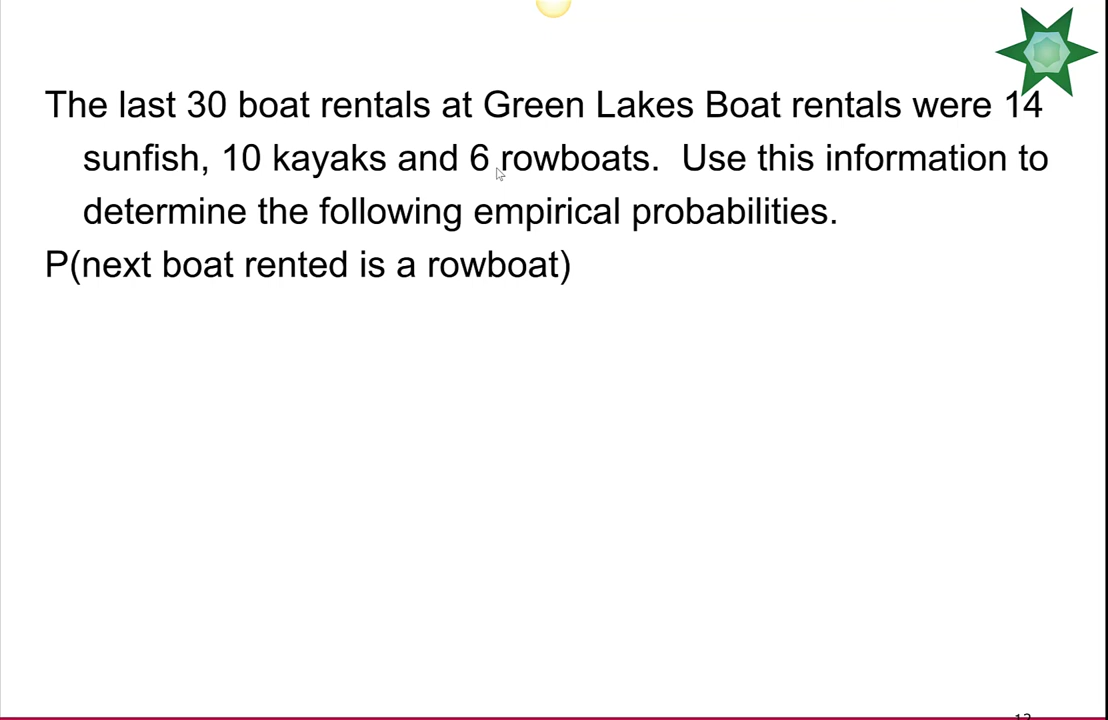 The last 30 boat rentals at Green Lakes Boat rentals were 14
sunfish, 10 kayaks and 6 rowboats. Use this information to
determine the following empirical probabilities.
P(next boat rented is a rowboat)